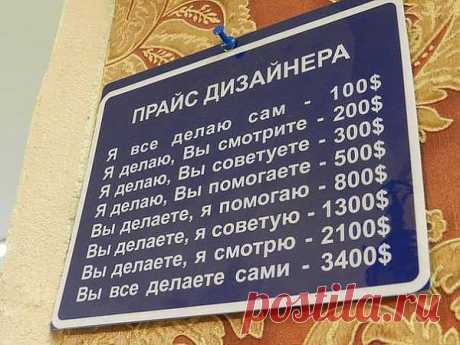 ПРАЙС ДИЗАЙНЕРА
Я все делаю сам - 100$
Я делаю, Вы смотрите - 200$
Я делаю, Вы советуете - 300$
Я делаю, Вы помогаете - 500$
Вы делаете, я помогаю - 800$
Вы делаете, я советую - 1300$
Вы делаете, я смотрю - 2100$
Вы все делаете сами - 3400$
postila.ru